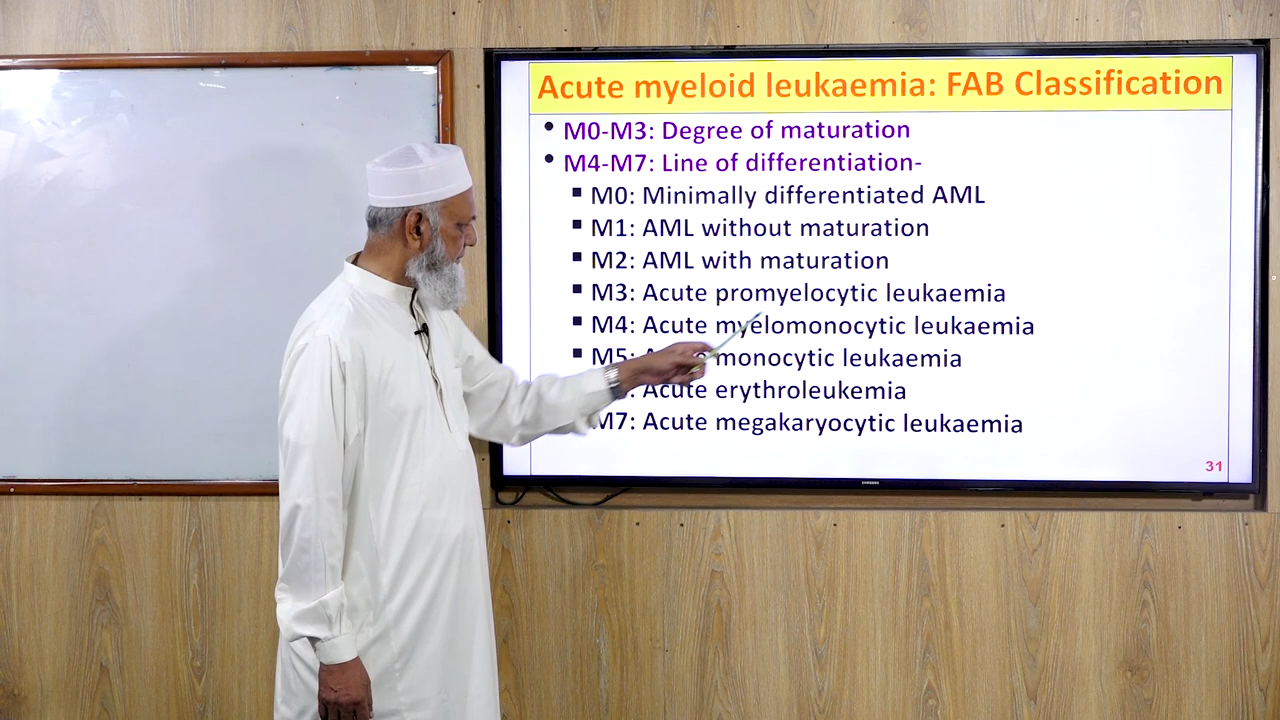 Acute myeloid leukaemia: FAB Classification
• M0-M3: Degree of maturation
• M4-M7: Line of differentiation-
▪ M0: Minimally differentiated AML
▪ M1: AML without maturation
▪ M2: AML with maturation
▪ M3: Acute promyelocytic leukaemia
▪ M4: Acute myelomonocytic leukaemia
▪ M5: monocytic leukaemia
Acute erythroleukemia
M7: Acute megakaryocytic leukaemia
31
SAMSUNG